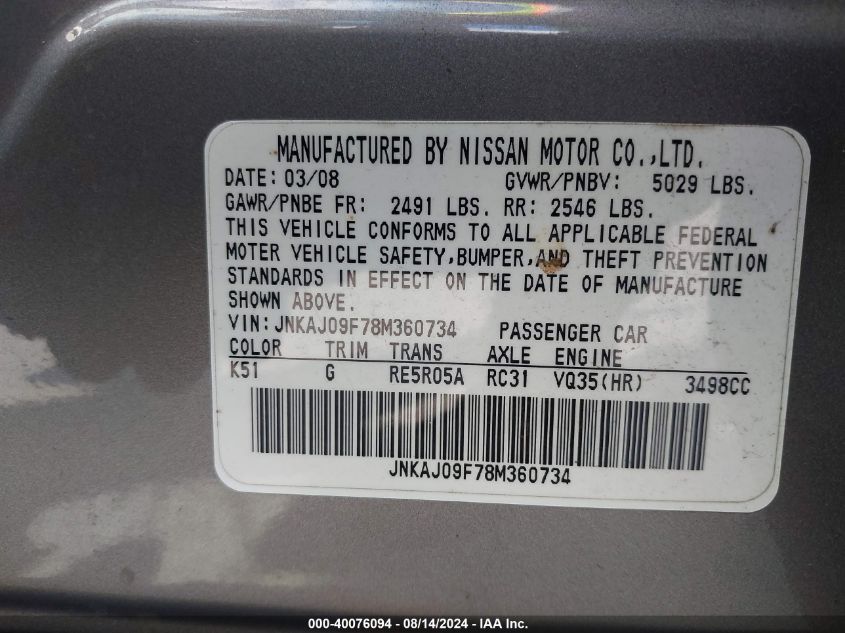 MANUFACTURED BY NISSAN MOTOR CO.,LTD.
DATE: 03/08 GVWR/PNBV: 5029 LBS.
GAWR/PNBE FR: 2491 LBS. RR: 2546 LBS.
THIS VEHICLE CONFORMS TO ALL APPLICABLE FEDERAL
MOTER VEHICLE SAFETY,BUMPER,AND THEFT PREVENTION
STANDARDS IN EFFECT ON THE DATE OF MANUFACTURE
SHOWN ABOVE.
VIN: JNKAJ09F78M360734 PASSENGER CAR
COLOR TRIM TRANS AXLE ENGINE
K51 G RE5R05A RC31 VQ35(HR) 3498CC
JNKAJ09F78M360734
000-40076094 - 08/14/2024 - IAA Inc.